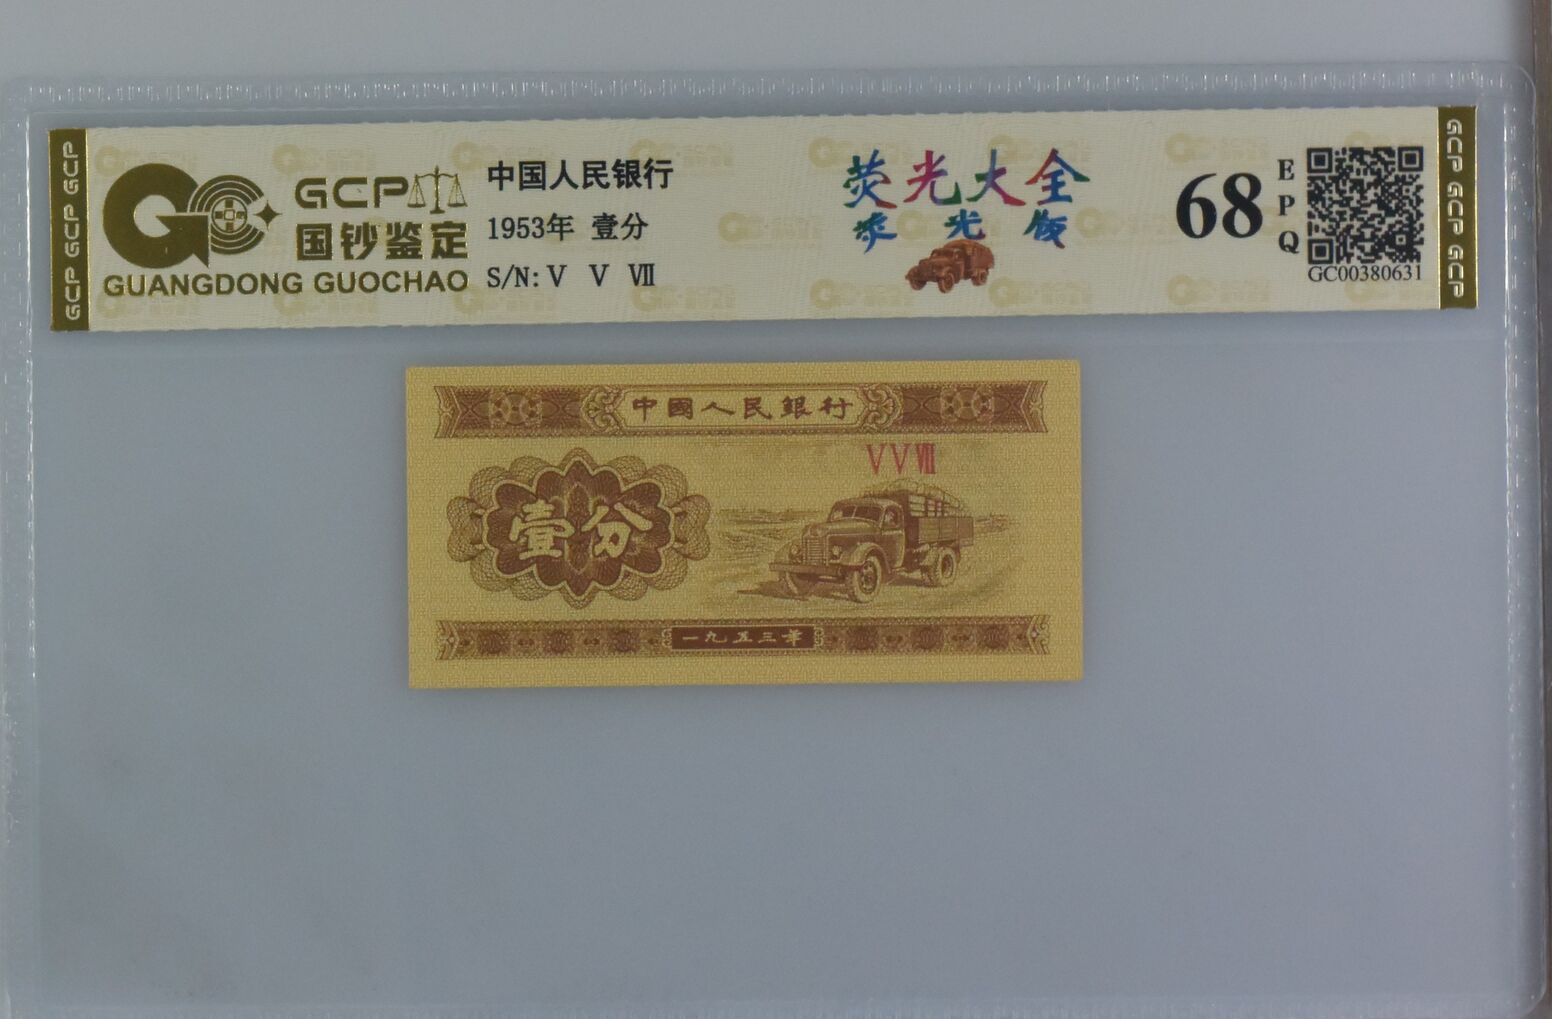 GCP GCP GCP
GCP
国钞鉴定
GUANGDONG GUOCHAO
中国人民银行
1953年 壹分
S/N: V V VII
荧光大全
荧光版
68
EPQ
GC00380631
GCP GCP GCP
中國人民銀行
V V VII
壹分
一九五三年